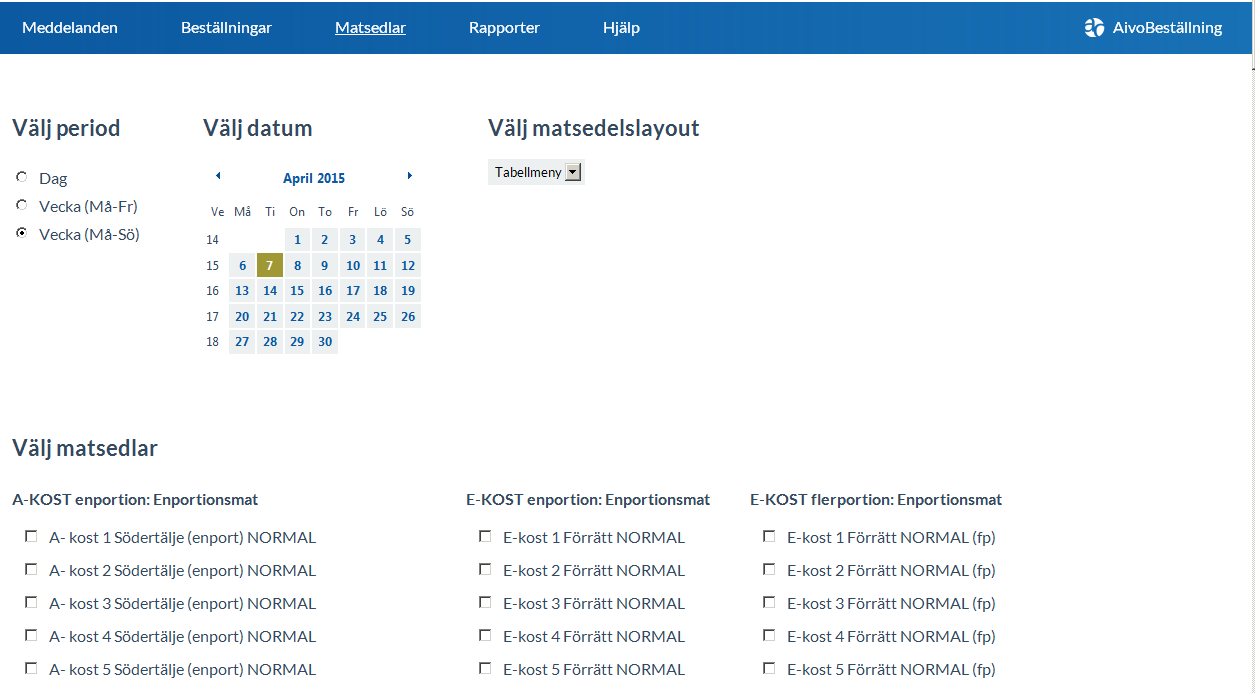 Meddelanden Beställningar Matsedlar Rapporter Hjälp AivoBeställning
Välj period Välj datum Välj matsedelslayout
Dag
Vecka (Må-Fr)
Vecka (Må-Sö)
April 2015
Ve Må Ti On To Fr Lö Sö
14 1 2 3 4 5
15 6 7 8 9 10 11 12
16 13 14 15 16 17 18 19
17 20 21 22 23 24 25 26
18 27 28 29 30
Tabellmeny
Välj matsedlar
A-KOST enportion: Enportionsmat
A- kost 1 Södertälje (enport) NORMAL
A- kost 2 Södertälje (enport) NORMAL
A- kost 3 Södertälje (enport) NORMAL
A- kost 4 Södertälje (enport) NORMAL
A- kost 5 Södertälje (enport) NORMAL
E-KOST enportion: Enportionsmat
E-kost 1 Förrätt NORMAL
E-kost 2 Förrätt NORMAL
E-kost 3 Förrätt NORMAL
E-kost 4 Förrätt NORMAL
E-kost 5 Förrätt NORMAL
E-KOST flerportion: Enportionsmat
E-kost 1 Förrätt NORMAL (fp)
E-kost 2 Förrätt NORMAL (fp)
E-kost 3 Förrätt NORMAL (fp)
E-kost 4 Förrätt NORMAL (fp)
E-kost 5 Förrätt NORMAL (fp)